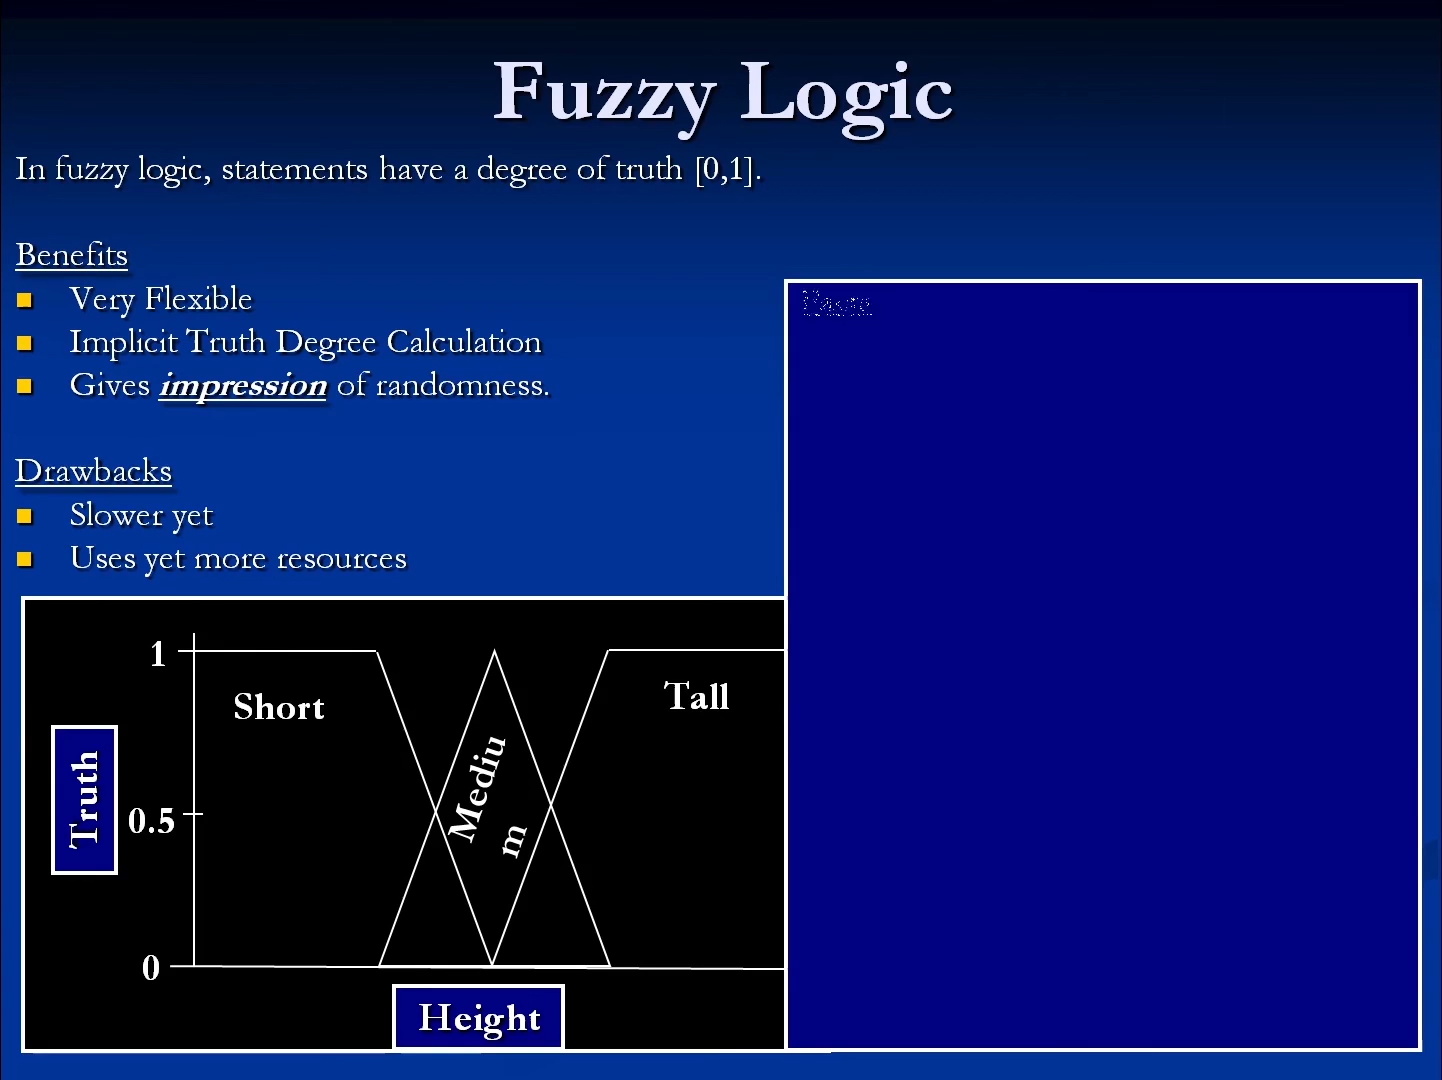 Fuzzy Logic
In fuzzy logic, statements have a degree of truth [0,1].
Benefits
Very Flexible
Implicit Truth Degree Calculation
Gives impression of randomness.
Drawbacks
Slower yet
Uses yet more resources
1
Short
Tall
Mediu
m
Truth
0.5
0
Height